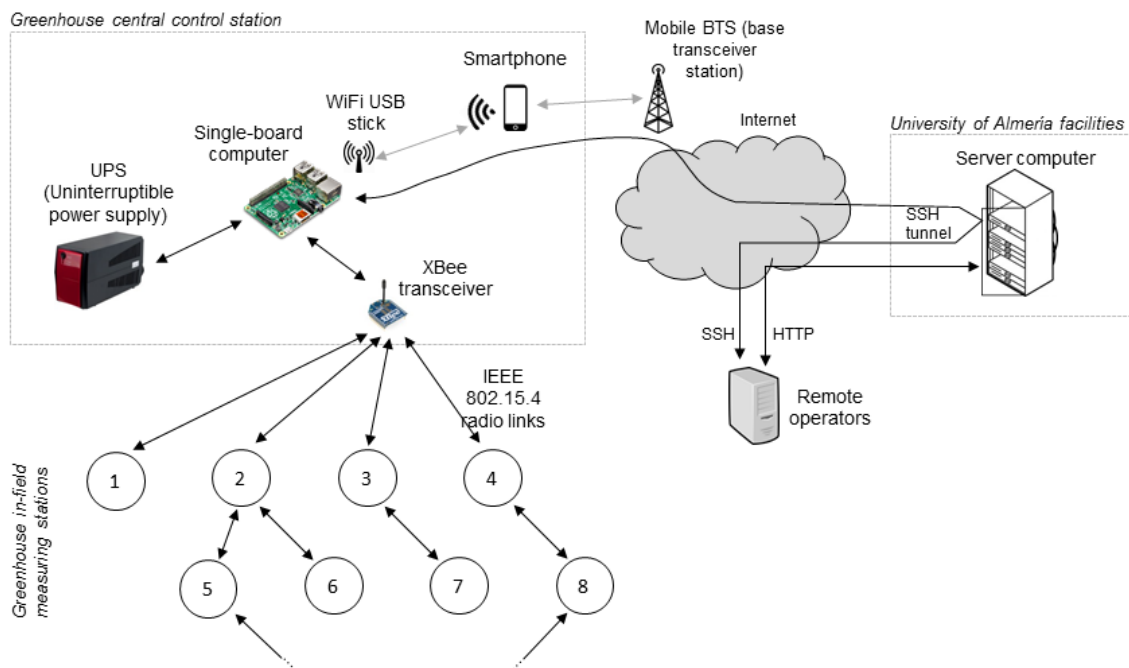 Greenhouse central control station
Mobile BTS (base
transceiver
station)
Smartphone
WiFi USB
stick
Single-board
computer
Internet
University of Almería facilities
Server computer
UPS
(Uninterruptible
power supply)
SSH
tunnel
XBee
transceiver
SSH
HTTP
IEEE
802.15.4
radio links
Remote
operators
Greenhouse in-field
measuring stations
1
2
3
4
5
6
7
8